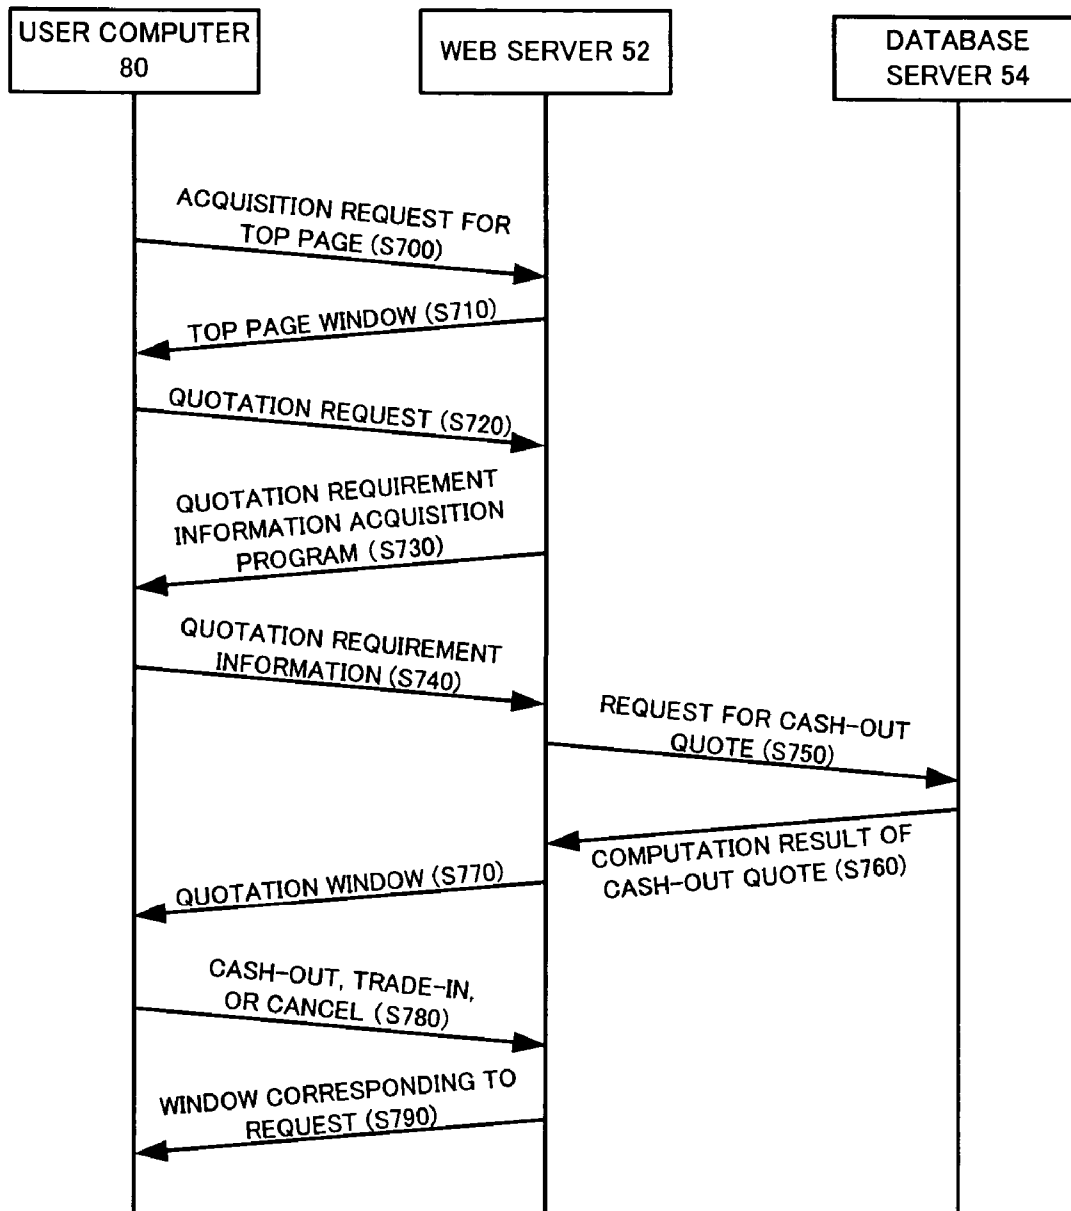 USER COMPUTER
80
WEB SERVER 52
DATABASE
SERVER 54
ACQUISITION REQUEST FOR
TOP PAGE (S700)
TOP PAGE WINDOW (S710)
QUOTATION REQUEST (S720)
QUOTATION REQUIREMENT
INFORMATION ACQUISITION
PROGRAM (S730)
QUOTATION REQUIREMENT
INFORMATION (S740)
REQUEST FOR CASH-OUT
QUOTE (S750)
COMPUTATION RESULT OF
CASH-OUT QUOTE (S760)
QUOTATION WINDOW (S770)
CASH-OUT, TRADE-IN,
OR CANCEL (S780)
WINDOW CORRESPONDING TO
REQUEST (S790)